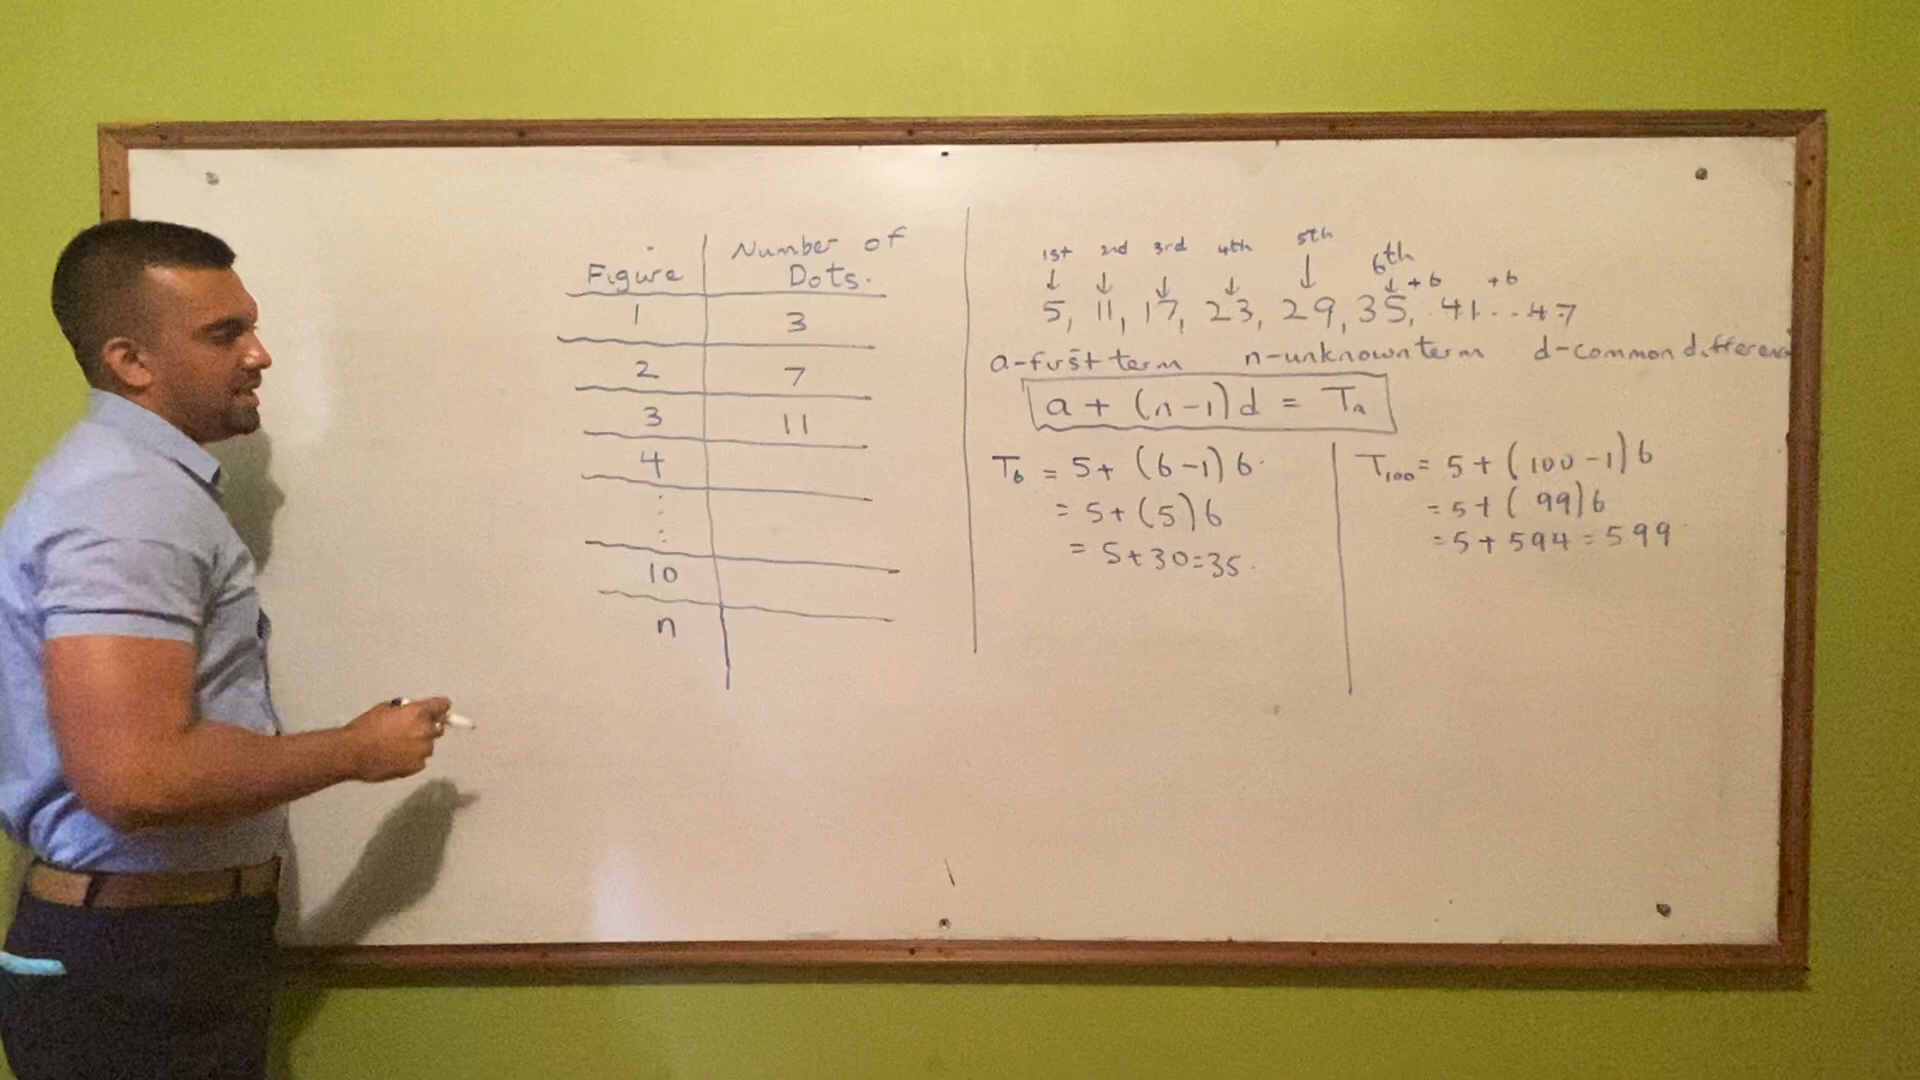 Figure Number of Dots.
1 3
2 7
3 11
4
⋮
10
n
1st 2nd 3rd 4th 5th 6th
+6 +6
5, 11, 17, 23, 29, 35, 41...47
a-first term n-unknown term d-common difference
a + (n-1)d = Tn
T6 = 5+ (6-1)6
= 5+(5)6
= 5+30=35.
T100 = 5+(100-1)6
= 5+(99)6
= 5+594=599